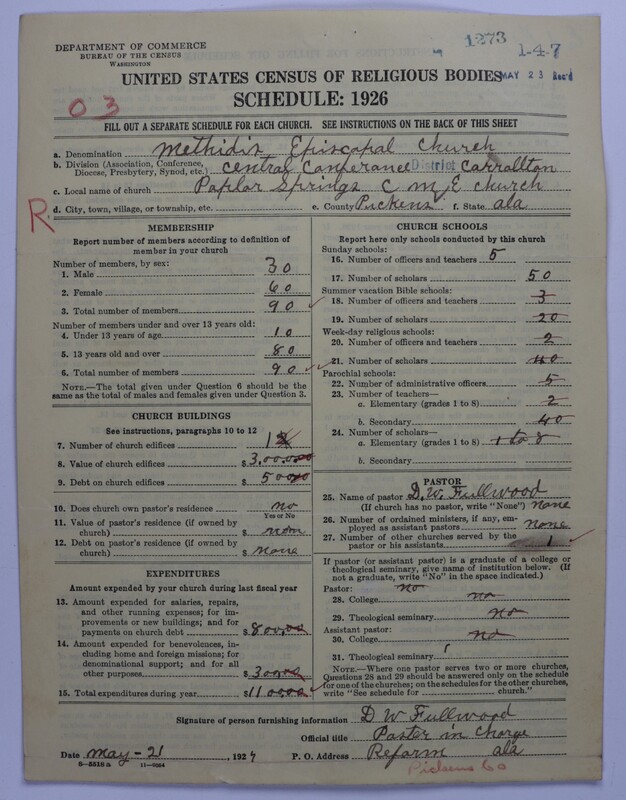 1273
1-4-7
DEPARTMENT OF COMMERCE
BUREAU OF THE CENSUS
WASHINGTON
UNITED STATES CENSUS OF RELIGIOUS BODIES
MAY 23 Rec'd
SCHEDULE: 1926
03
FILL OUT A SEPARATE SCHEDULE FOR EACH CHURCH. SEE INSTRUCTIONS ON THE BACK OF THIS SHEET
a. Denomination Methidis Episcopal church
b. Division (Association, Conference, Diocese, Presbytery, Synod, etc.) Central Conferance District Carrallton
c. Local name of church Paplar Springs C M E church
R.
d. City, town, village, or township, etc. e. County Pickens f. State ala
MEMBERSHIP
Report number of members according to definition of
member in your church
Number of members, by sex:
1. Male 30
2. Female 60
3. Total number of members 90
Number of members under and over 13 years old:
4. Under 13 years of age 10
5. 13 years old and over 80
6. Total number of members 90
NOTE.—The total given under Question 6 should be the
same as the total of males and females given under Question 3.
CHURCH BUILDINGS
See instructions, paragraphs 10 to 12
7. Number of church edifices 1
8. Value of church edifices $ 3,00.00
9. Debt on church edifices $ 5000
10. Does church own pastor's residence? no
Yes or No
11. Value of pastor's residence (if owned by
church) $
12. Debt on pastor's residence (if owned by
church) $ none
EXPENDITURES
Amount expended by your church during last fiscal year
13. Amount expended for salaries, repairs,
and other running expenses; for im-
provements or new buildings; and for
payments on church debt $ 800.00
14. Amount expended for benevolences, in-
cluding home and foreign missions; for
denominational support; and for all
other purposes $ 300.00
15. Total expenditures during year $ 110000
CHURCH SCHOOLS
Report here only schools conducted by this church
Sunday schools:
16. Number of officers and teachers 5
17. Number of scholars 50
Summer vacation Bible schools:
18. Number of officers and teachers 3
19. Number of scholars 20
Week-day religious schools:
20. Number of officers and teachers 2
21. Number of scholars 40
Parochial schools:
22. Number of administrative officers 5
23. Number of teachers—
a. Elementary (grades 1 to 8) 2
b. Secondary 40
24. Number of scholars—
a. Elementary (grades 1 to 8) 1 to 8
b. Secondary
PASTOR
25. Name of pastor D. W. Fullwood
(If church has no pastor, write "None") none
26. Number of ordained ministers, if any, em-
ployed as assistant pastors none
27. Number of other churches served by the
pastor or his assistants 1
If pastor (or assistant pastor) is a graduate of a college or
theological seminary, give name of institution below. (If
not a graduate, write "No" in the space indicated.)
Pastor: no
28. College no
29. Theological seminary no
Assistant pastor:
30. College no
31. Theological seminary
NOTE.—Where one pastor serves two or more churches,
Questions 28 and 29 should be answered only on the schedule
for one of the churches; on the schedules for the other churches,
write "See schedule for church."
Signature of person furnishing information D W Fullwood
Official title Paster in Charge
Date may-21, 1927 P. O. Address Reform ala
8—5518 a
Pickens Co